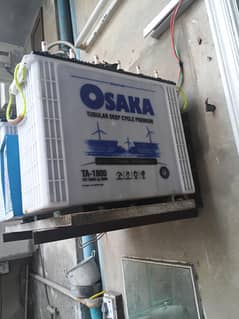 OSAKA
TUBULAR DEEP CYCLE PREMIUM
TA-1800